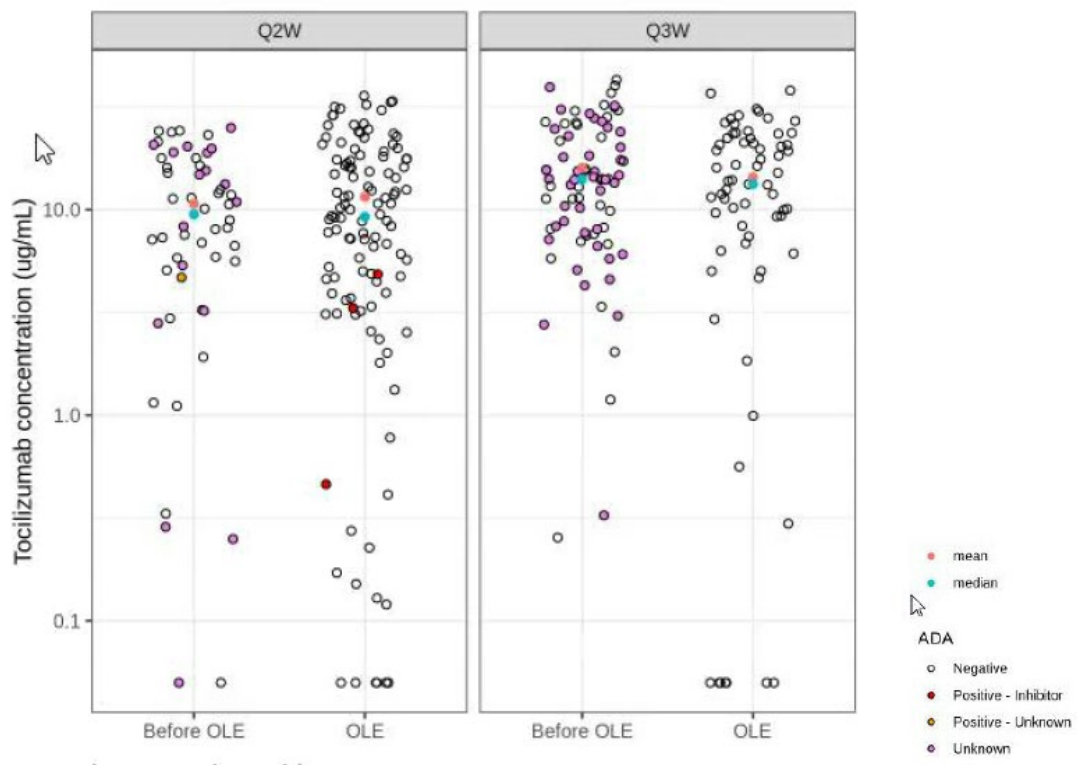 Q2W
Q3W
Tocilizumab concentration (ug/mL)
10.0
1.0
0.1
Before OLE
OLE
Before OLE
OLE
mean
median
ADA
Negative
Positive - Inhibitor
Positive - Unknown
Unknown